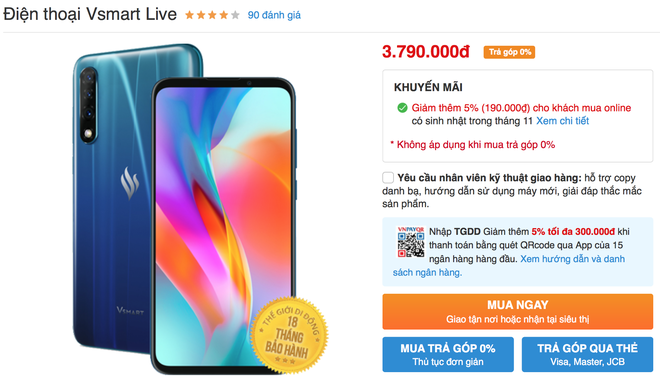 Điện thoại Vsmart Live
90 đánh giá
VSMART
THẾ GIỚI DI ĐỘNG
18
THÁNG
BẢO HÀNH
3.790.000₫
Trả góp 0%
KHUYẾN MÃI
Giảm thêm 5% (190.000₫) cho khách mua online
có sinh nhật trong tháng 11 Xem chi tiết
* Không áp dụng khi mua trả góp 0%
Yêu cầu nhân viên kỹ thuật giao hàng: hỗ trợ copy
danh bạ, hướng dẫn sử dụng máy mới, giải đáp thắc mắc
sản phẩm.
VNPAYQR
Nhập TGDD Giảm thêm 5% tối đa 300.000đ khi
thanh toán bằng quét QRcode qua App của 15
ngân hàng hàng đầu. Xem hướng dẫn và danh
sách ngân hàng.
MUA NGAY
Giao tận nơi hoặc nhận tại siêu thị
MUA TRẢ GÓP 0%
Thủ tục đơn giản
TRẢ GÓP QUA THẺ
Visa, Master, JCB